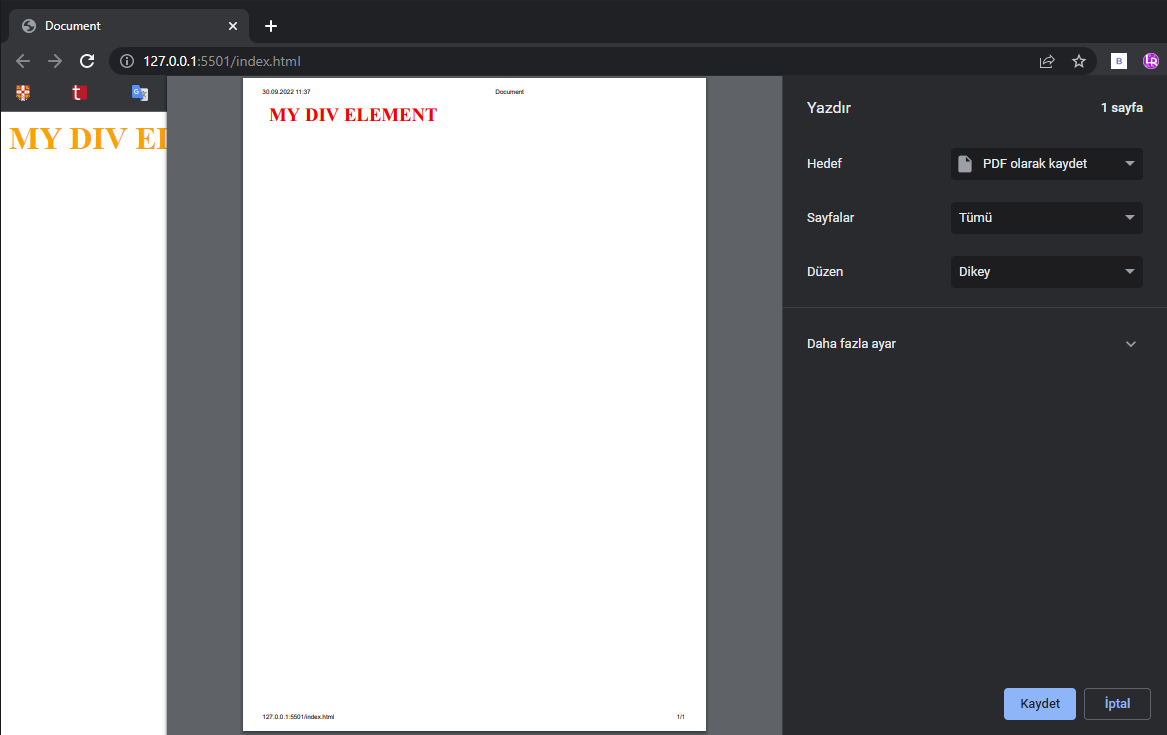 Document
127.0.0.1:5501/index.html
B
LR
t
G
MY DIV EL
30.09.2022 11:37
Document
MY DIV ELEMENT
127.0.0.1:5501/index.html
1/1
Yazdır
1 sayfa
Hedef
PDF olarak kaydet
Sayfalar
Tümü
Düzen
Dikey
Daha fazla ayar
Kaydet
İptal